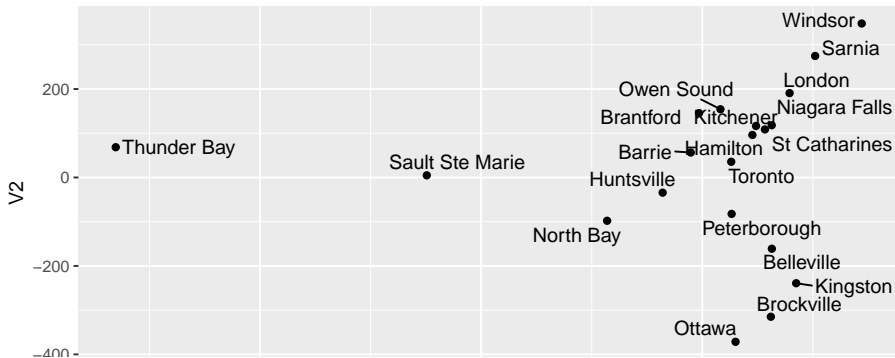 Windsor
Sarnia
London
Owen Sound
Niagara Falls
Brantford
Kitchener
St Catharines
Hamilton
Barrie
Thunder Bay
Sault Ste Marie
Toronto
Huntsville
Peterborough
North Bay
Belleville
Kingston
Brockville
Ottawa
200
0
−200
−400
V2